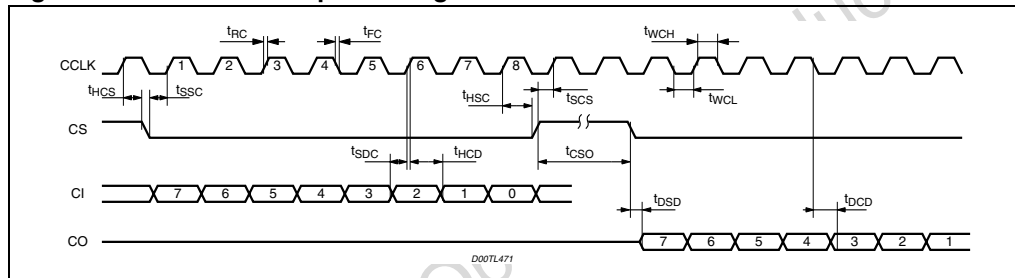 tRC tFC tWCH
CCLK 1 2 3 4 5 6 7 8
tHCS tSSC tHSC tSCS tWCL
CS
tSDC tHCD tCSO
CI 7 6 5 4 3 2 1 0
tDSD tDCD
CO 7 6 5 4 3 2 1
D00TL471